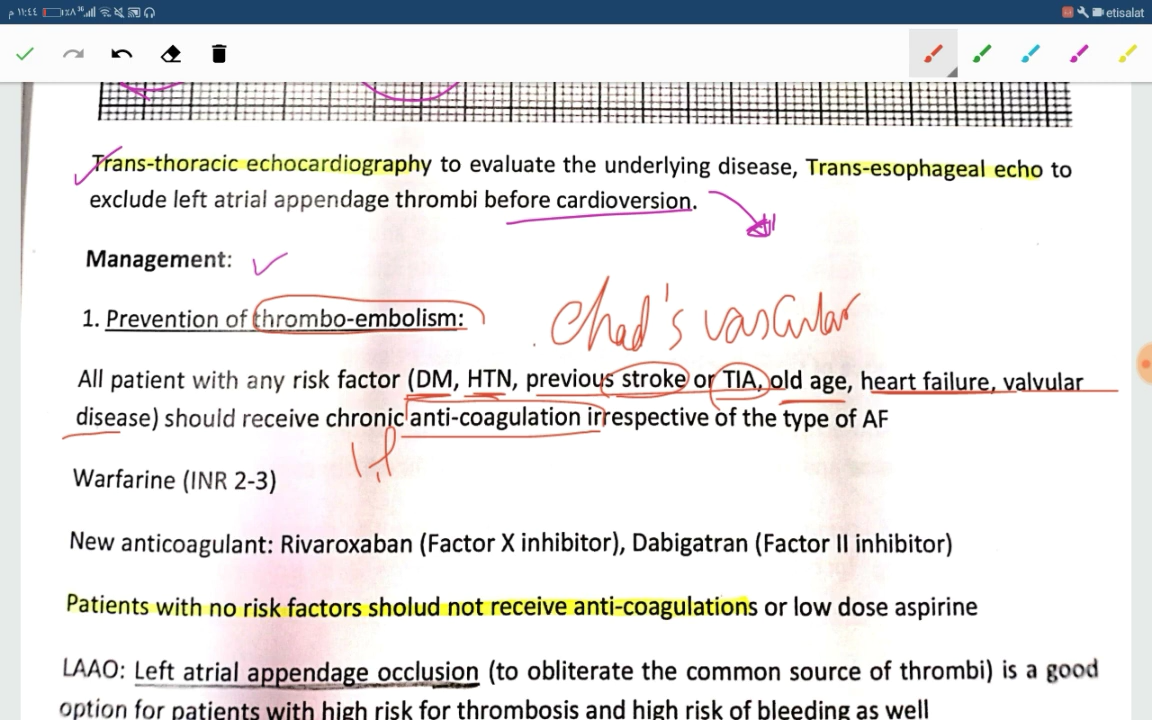 م ١١:٤٤
٪٨
3G
etisalat
Trans-thoracic echocardiography to evaluate the underlying disease, Trans-esophageal echo to
exclude left atrial appendage thrombi before cardioversion.
Management:
1. Prevention of thrombo-embolism:
chad's vascular
All patient with any risk factor (DM, HTN, previous stroke or TIA, old age, heart failure, valvular
disease) should receive chronic anti-coagulation irrespective of the type of AF
Warfarine (INR 2-3)
New anticoagulant: Rivaroxaban (Factor X inhibitor), Dabigatran (Factor II inhibitor)
Patients with no risk factors sholud not receive anti-coagulations or low dose aspirine
LAAO: Left atrial appendage occlusion (to obliterate the common source of thrombi) is a good
option for patients with high risk for thrombosis and high risk of bleeding as well